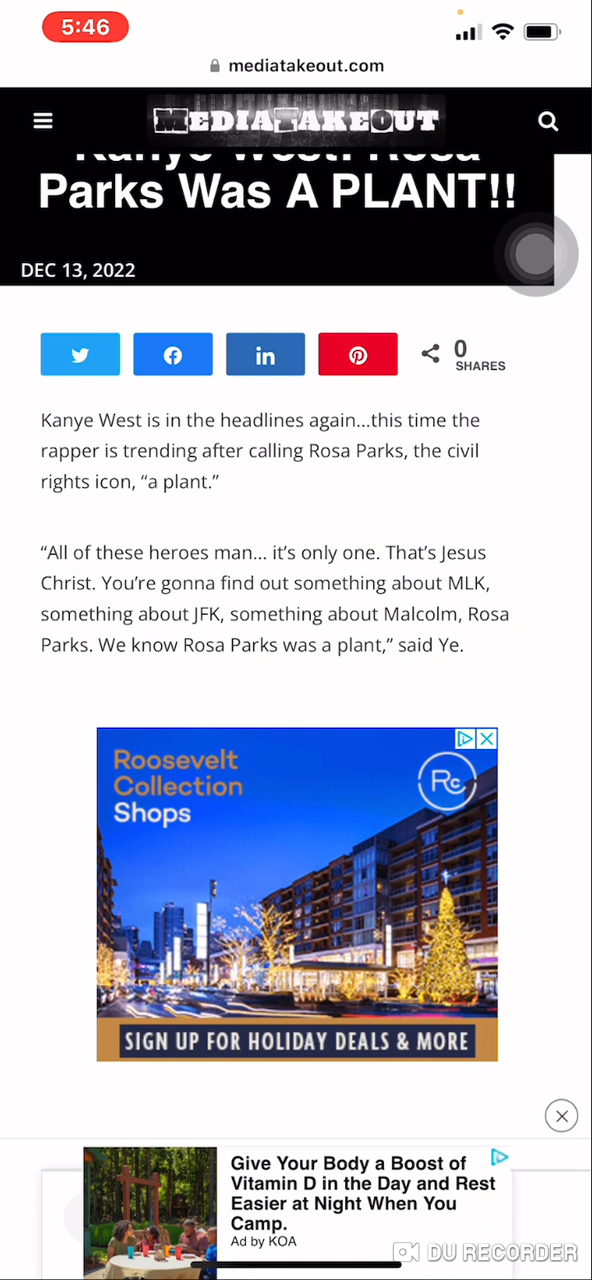 5:46
mediatakeout.com
MEDIATAKEOUT
Kanye West: Rosa
Parks Was A PLANT!!
DEC 13, 2022
0
SHARES
Kanye West is in the headlines again...this time the
rapper is trending after calling Rosa Parks, the civil
rights icon, “a plant.”
“All of these heroes man... it’s only one. That’s Jesus
Christ. You’re gonna find out something about MLK,
something about JFK, something about Malcolm, Rosa
Parks. We know Rosa Parks was a plant,” said Ye.
Roosevelt
Collection
Shops
Rc
SIGN UP FOR HOLIDAY DEALS & MORE
Give Your Body a Boost of
Vitamin D in the Day and Rest
Easier at Night When You
Camp.
Ad by KOA
DU RECORDER